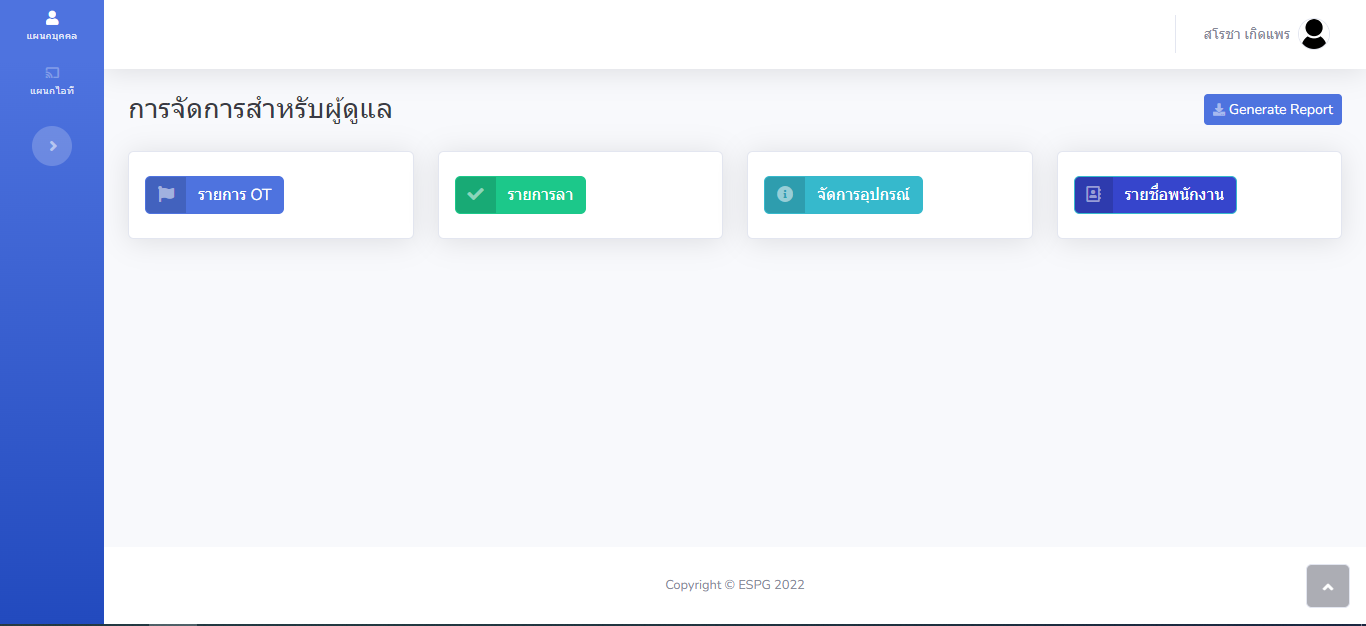 แผนกบุคคล
แผนกไอที
สโรชา เกิดแพร
การจัดการสำหรับผู้ดูแล
Generate Report
รายการ OT
รายการลา
จัดการอุปกรณ์
รายชื่อพนักงาน
Copyright © ESPG 2022